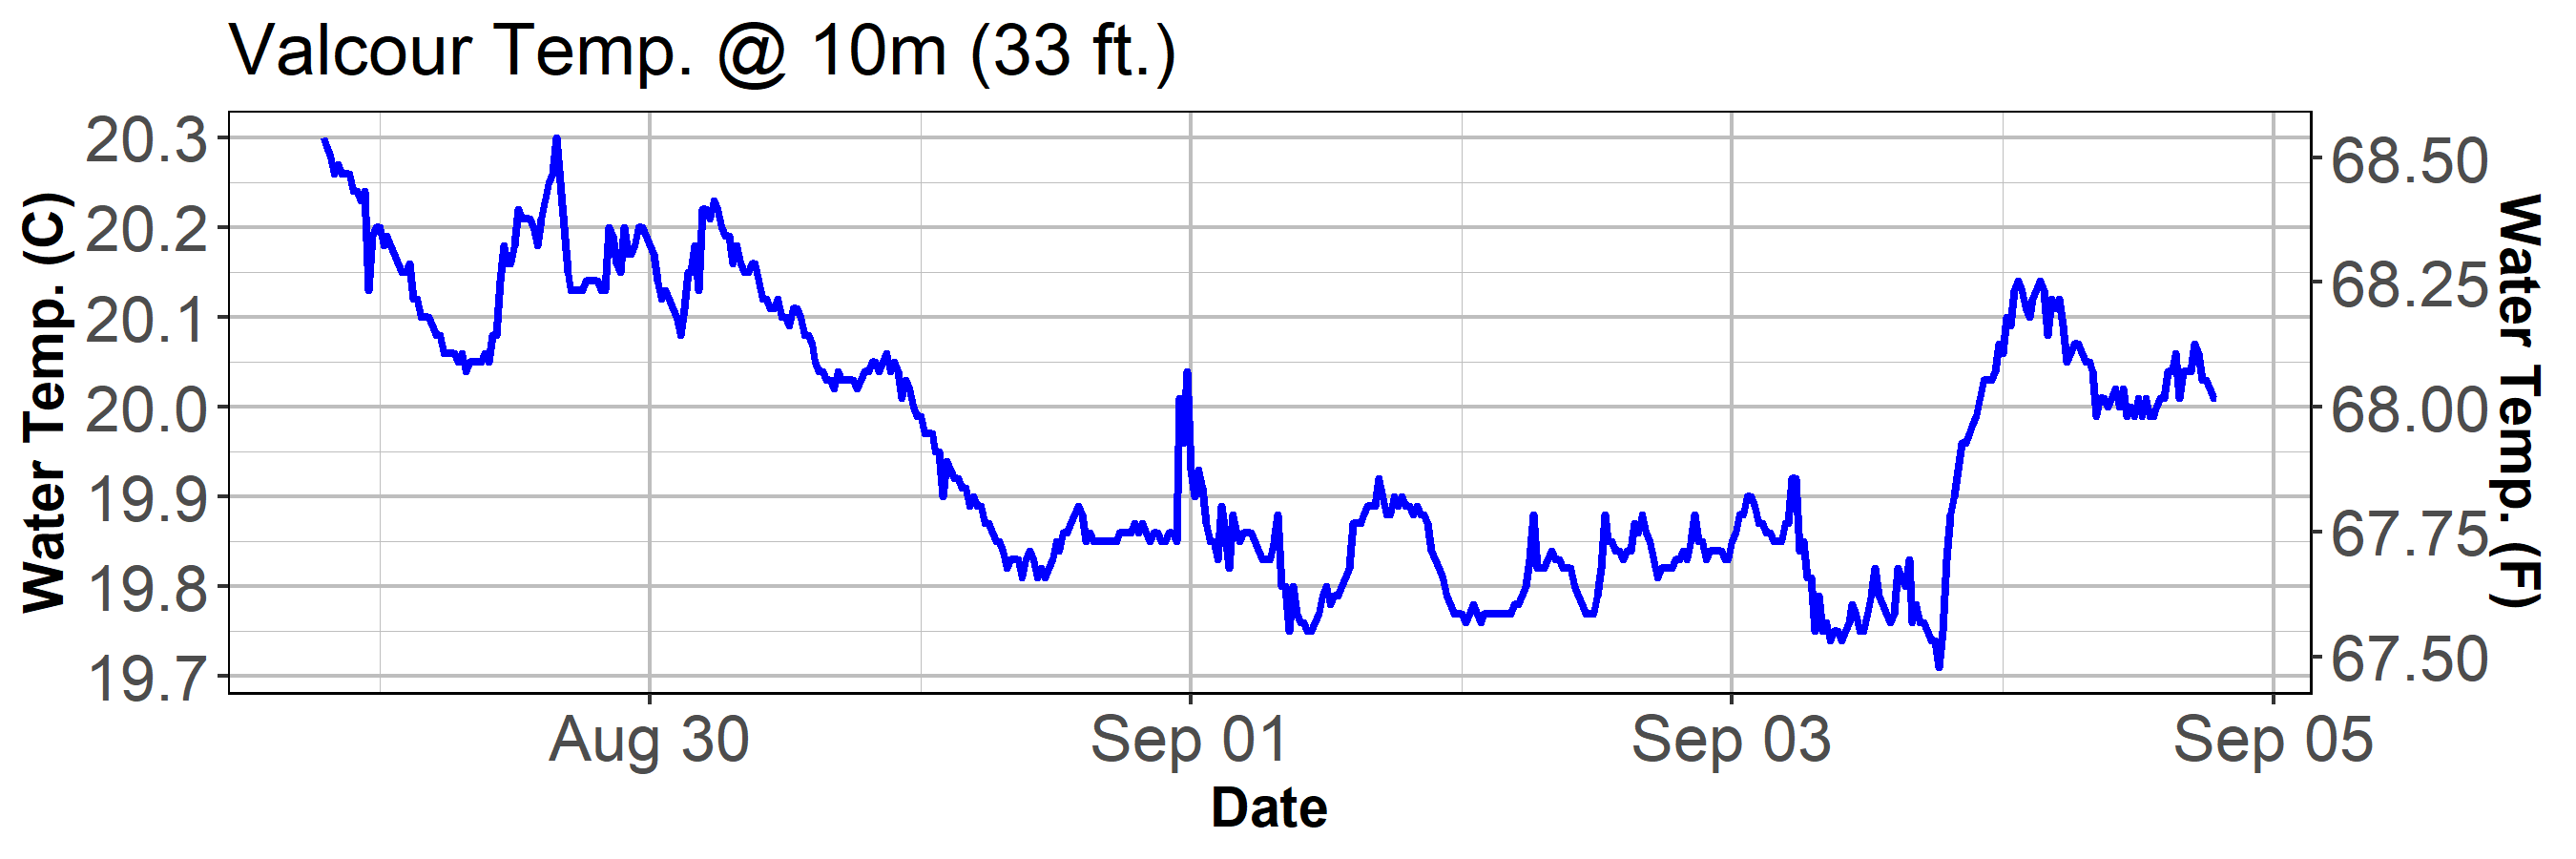 Valcour Temp. @ 10m (33 ft.)
Water Temp. (C)
20.3
20.2
20.1
20.0
19.9
19.8
19.7
68.50
68.25
68.00
67.75
67.50
Water Temp. (F)
Aug 30
Sep 01
Sep 03
Sep 05
Date